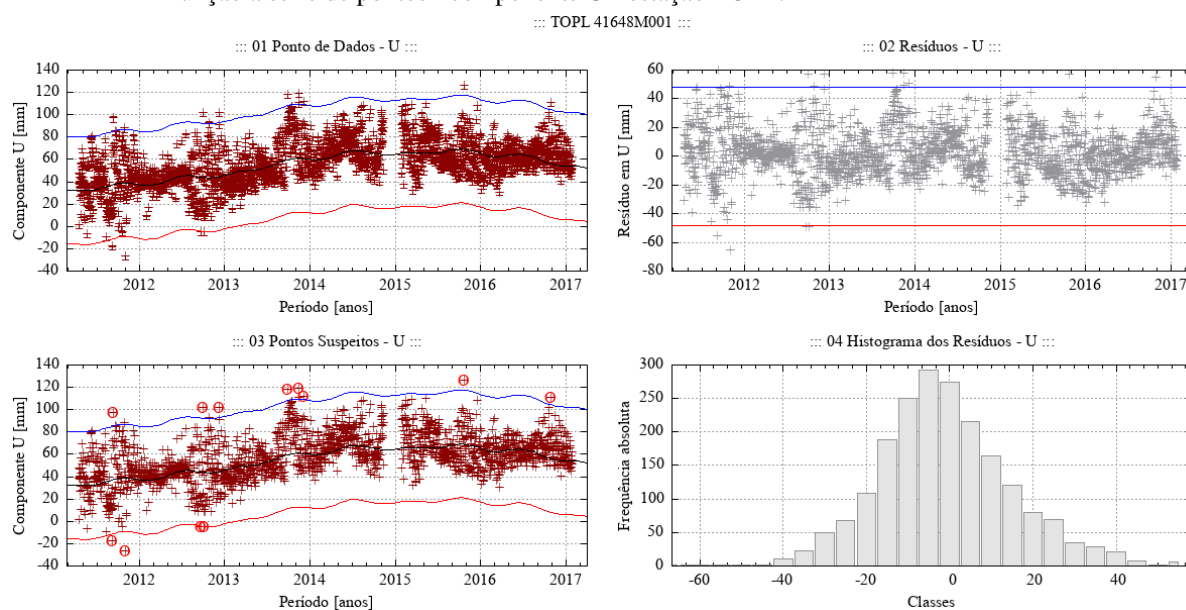 ::: TOPL 41648M001 :::
::: 01 Ponto de Dados - U :::
140
120
100
80
60
40
20
0
-20
-40
Componente U [mm]
2012 2013 2014 2015 2016 2017
Período [anos]
::: 02 Resíduos - U :::
60
40
20
0
-20
-40
-60
-80
Resíduo em U [mm]
2012 2013 2014 2015 2016 2017
Período [anos]
::: 03 Pontos Suspeitos - U :::
140
120
100
80
60
40
20
0
-20
-40
Componente U [mm]
2012 2013 2014 2015 2016 2017
Período [anos]
::: 04 Histograma dos Resíduos - U :::
300
250
200
150
100
50
0
Frequência absoluta
-60 -40 -20 0 20 40
Classes